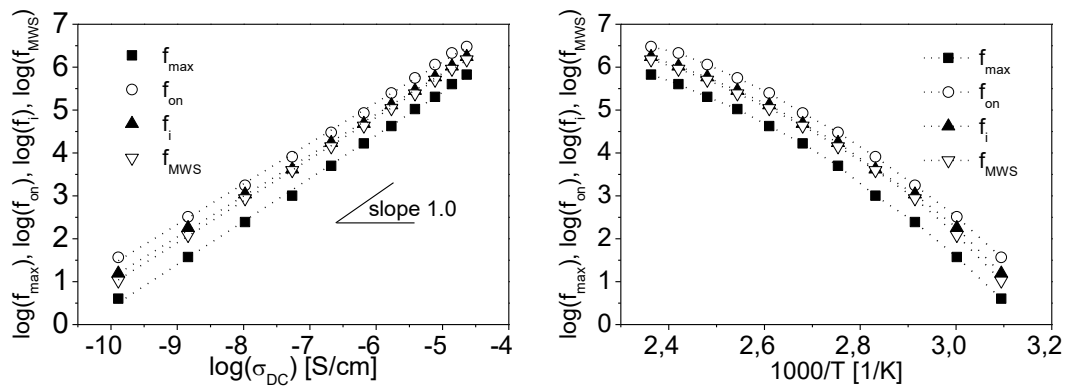 log(f_max), log(f_on), log(f_i), log(f_MWS)
7
6
5
4
3
2
1
0
f_max
f_on
f_i
f_MWS
slope 1.0
-10 -9 -8 -7 -6 -5 -4
log(σ_DC) [S/cm]
log(f_max), log(f_on), log(f_i), log(f_MWS)
7
6
5
4
3
2
1
0
f_max
f_on
f_i
f_MWS
2,4 2,6 2,8 3,0 3,2
1000/T [1/K]